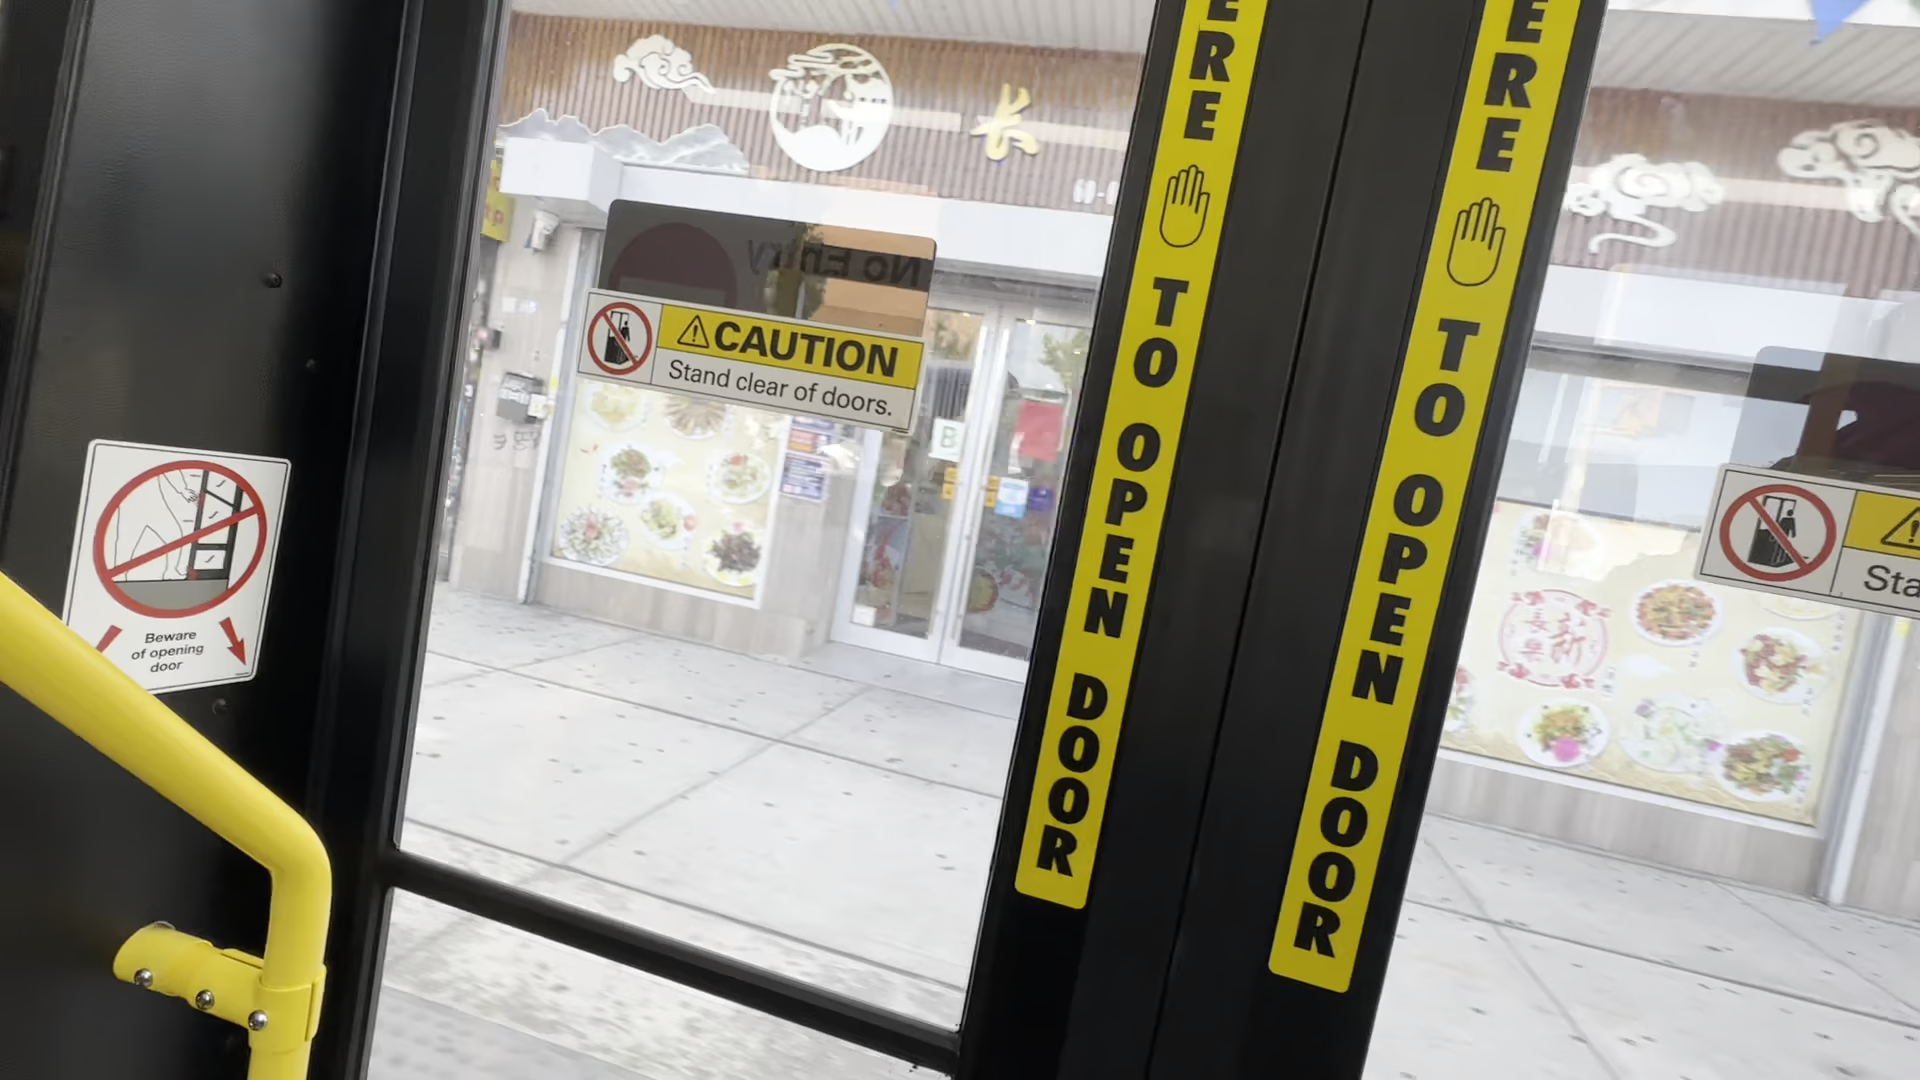 长
H-
No Entry
CAUTION
Stand clear of doors.
B
Beware
of opening
door
ERE TO OPEN DOOR
ERE TO OPEN DOOR
Sta